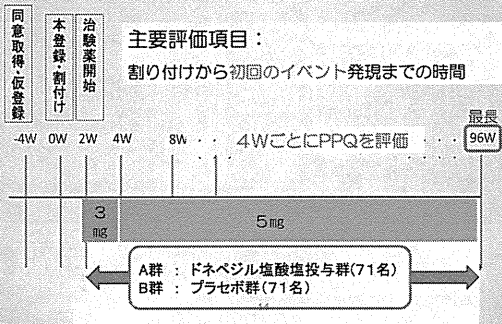 同意取得・仮登録
本登録・割付け
治験薬開始
主要評価項目：
割り付けから初回のイベント発現までの時間
最長
-4W 0W 2W 4W 8W ・・ 4WごとにPPQを評価 ・・・ 96W
3 mg
5mg
A群 ： ドネペジル塩酸塩投与群(71名)
B群 ： プラセボ群(71名)